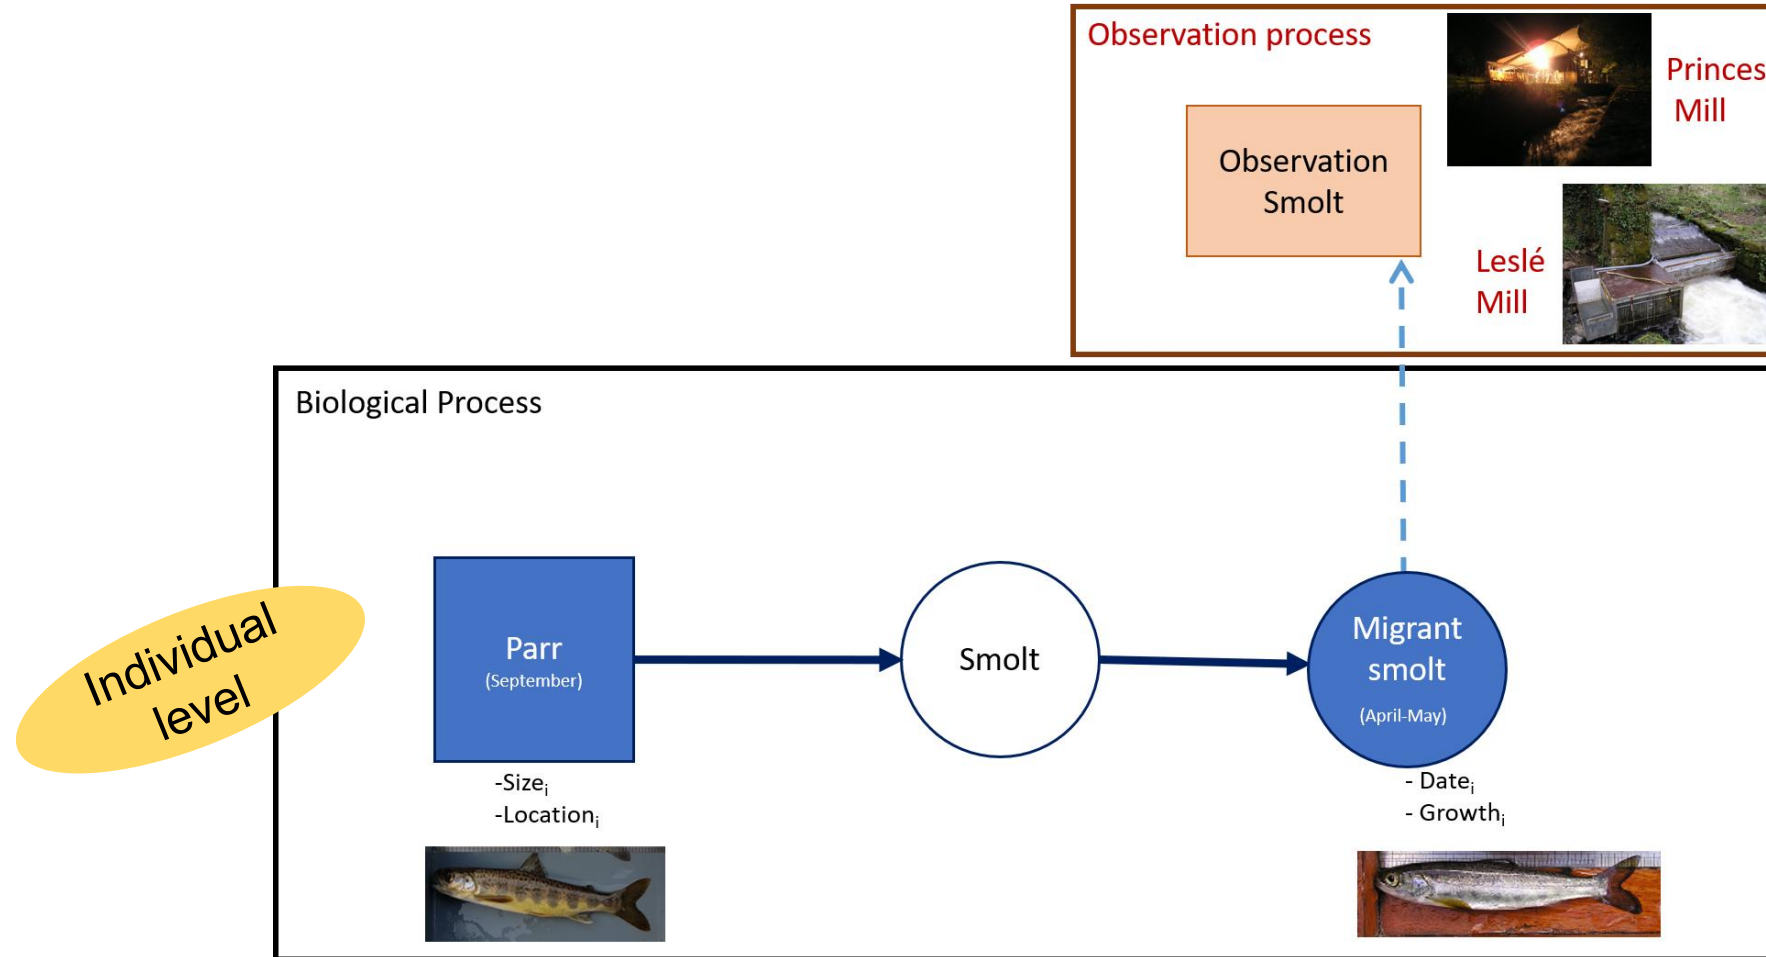 Observation process
Princes
Mill
Observation
Smolt
Leslé
Mill
Biological Process
Individual
level
Parr
(September)
Smolt
Migrant
smolt
(April-May)
-Sizeᵢ
-Locationᵢ
- Dateᵢ
- Growthᵢ